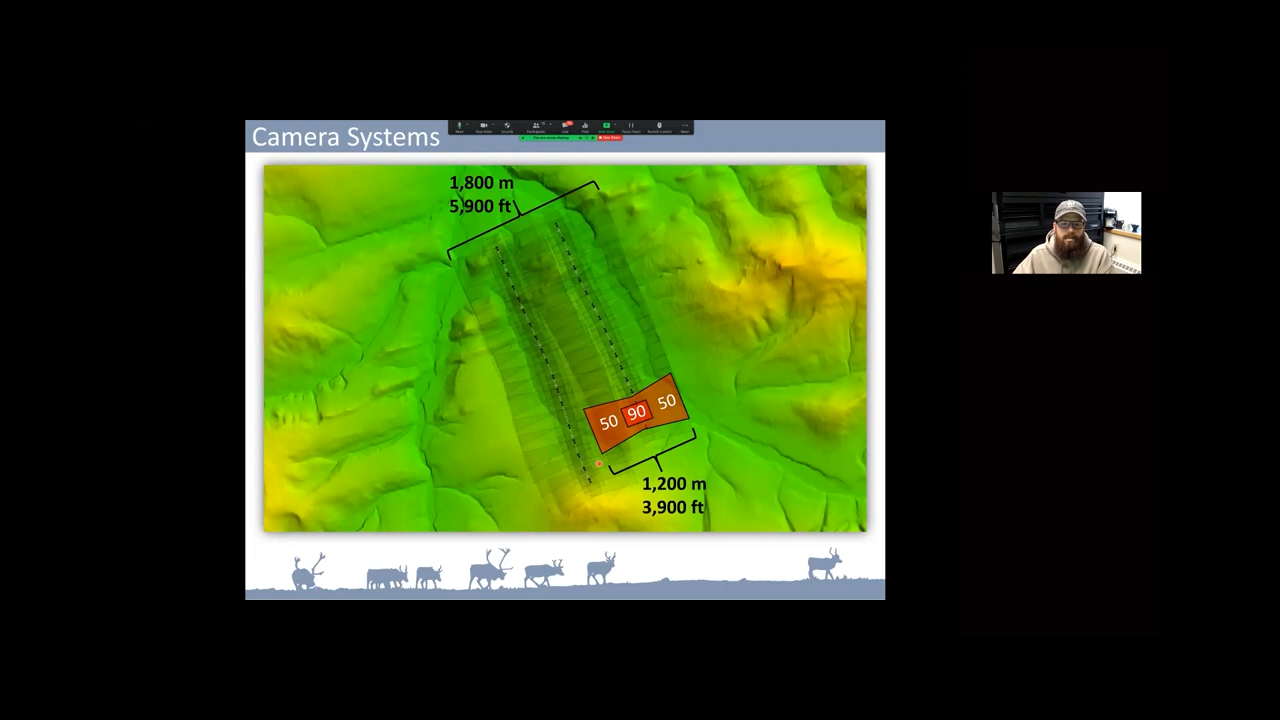 Camera Systems
1,800 m
5,900 ft
50 90 50
1,200 m
3,900 ft